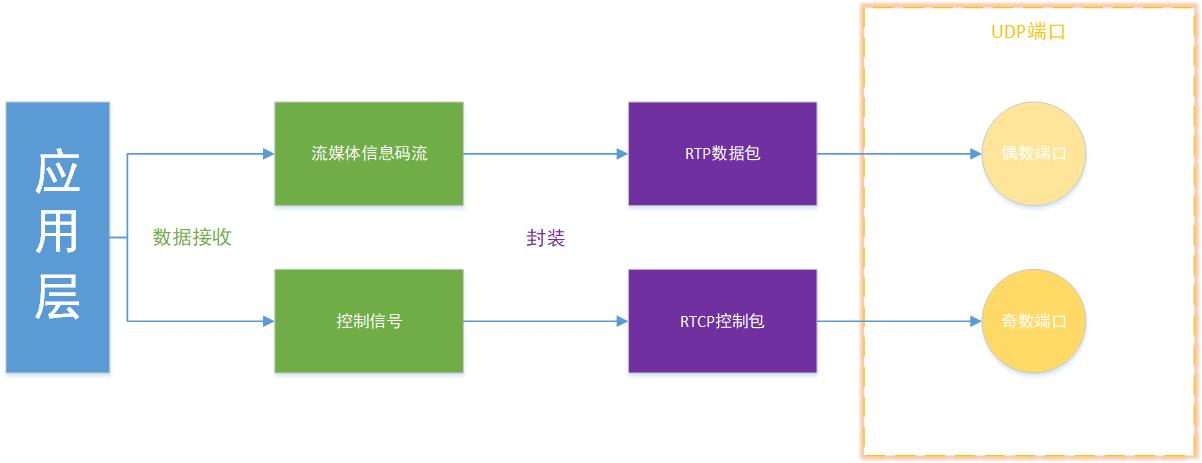 UDP端口
应用层
流媒体信息码流
RTP数据包
偶数端口
数据接收
封装
控制信号
RTCP控制包
奇数端口